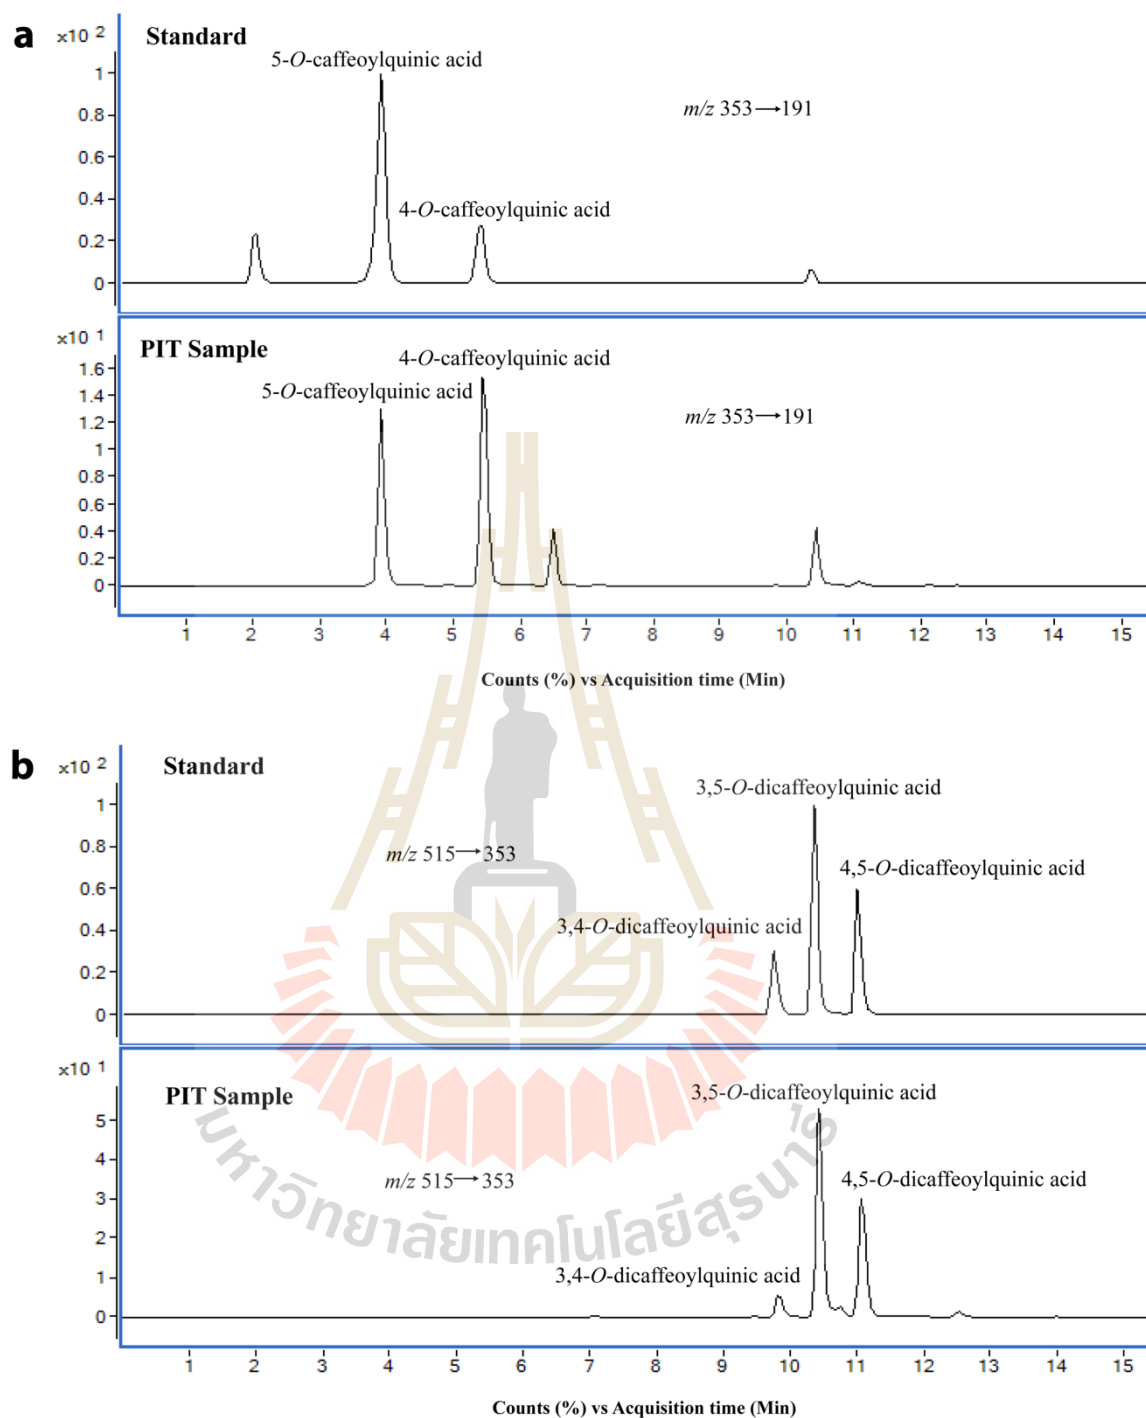 a
x10 2
Standard
5-O-caffeoylquinic acid
m/z 353→191
4-O-caffeoylquinic acid
1
0.8
0.6
0.4
0.2
0
x10 1
PIT Sample
4-O-caffeoylquinic acid
5-O-caffeoylquinic acid
m/z 353→191
1.6
1.4
1.2
1
0.8
0.6
0.4
0.2
0
1 2 3 4 5 6 7 8 9 10 11 12 13 14 15
Counts (%) vs Acquisition time (Min)
b
x10 2
Standard
3,5-O-dicaffeoylquinic acid
m/z 515→353
4,5-O-dicaffeoylquinic acid
3,4-O-dicaffeoylquinic acid
1
0.8
0.6
0.4
0.2
0
x10 1
PIT Sample
3,5-O-dicaffeoylquinic acid
m/z 515→353
4,5-O-dicaffeoylquinic acid
3,4-O-dicaffeoylquinic acid
5
4
3
2
1
0
มหาวิทยาลัยเทคโนโลยีสุรนารี
1 2 3 4 5 6 7 8 9 10 11 12 13 14 15
Counts (%) vs Acquisition time (Min)